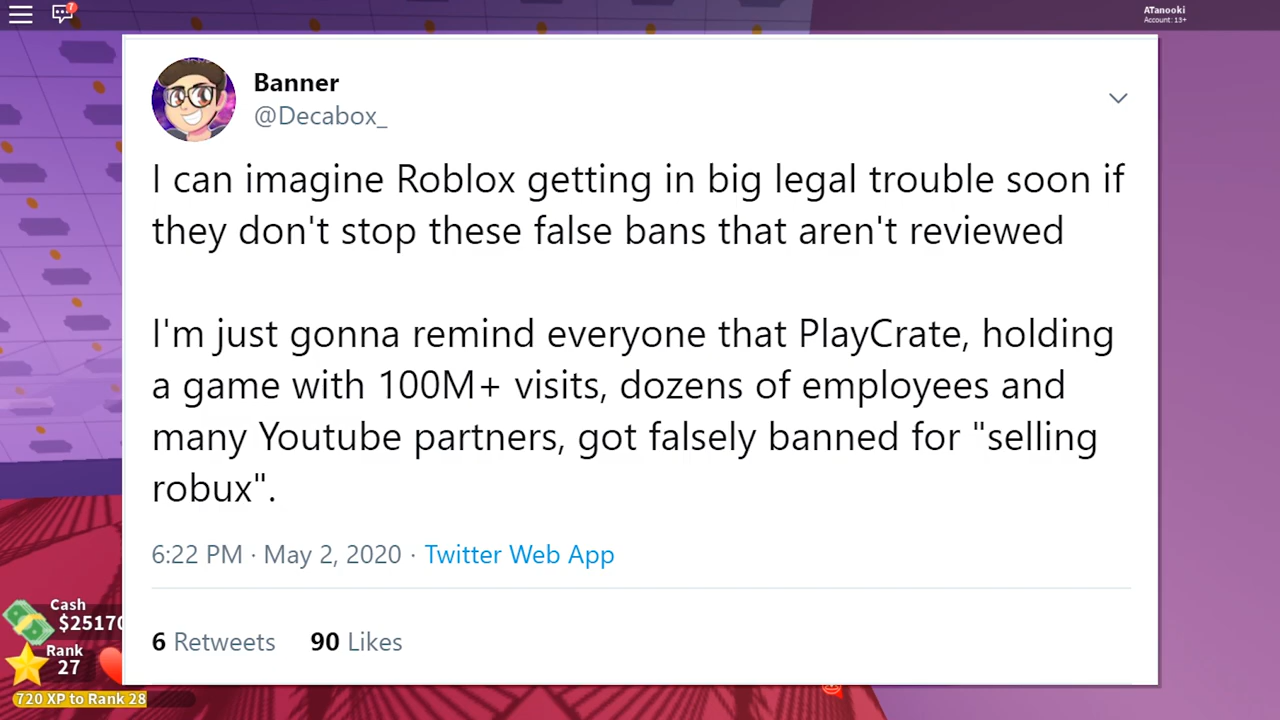 7
ATanooki
Account: 13+
Banner
@Decabox_
I can imagine Roblox getting in big legal trouble soon if
they don't stop these false bans that aren't reviewed
I'm just gonna remind everyone that PlayCrate, holding
a game with 100M+ visits, dozens of employees and
many Youtube partners, got falsely banned for "selling
robux".
6:22 PM · May 2, 2020 · Twitter Web App
6 Retweets 90 Likes
Cash
$25170
Rank
27
720 XP to Rank 28